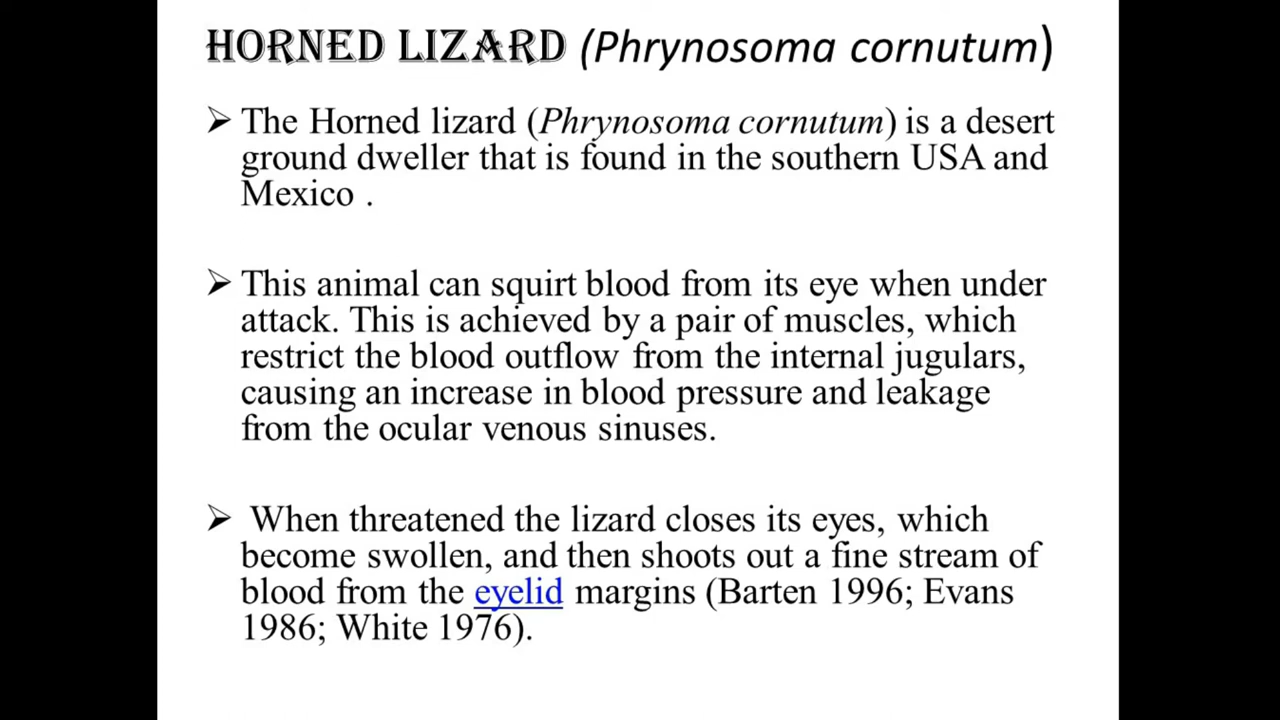 HORNED LIZARD (Phrynosoma cornutum)
➢ The Horned lizard (Phrynosoma cornutum) is a desert
ground dweller that is found in the southern USA and
Mexico .
➢ This animal can squirt blood from its eye when under
attack. This is achieved by a pair of muscles, which
restrict the blood outflow from the internal jugulars,
causing an increase in blood pressure and leakage
from the ocular venous sinuses.
➢ When threatened the lizard closes its eyes, which
become swollen, and then shoots out a fine stream of
blood from the eyelid margins (Barten 1996; Evans
1986; White 1976).